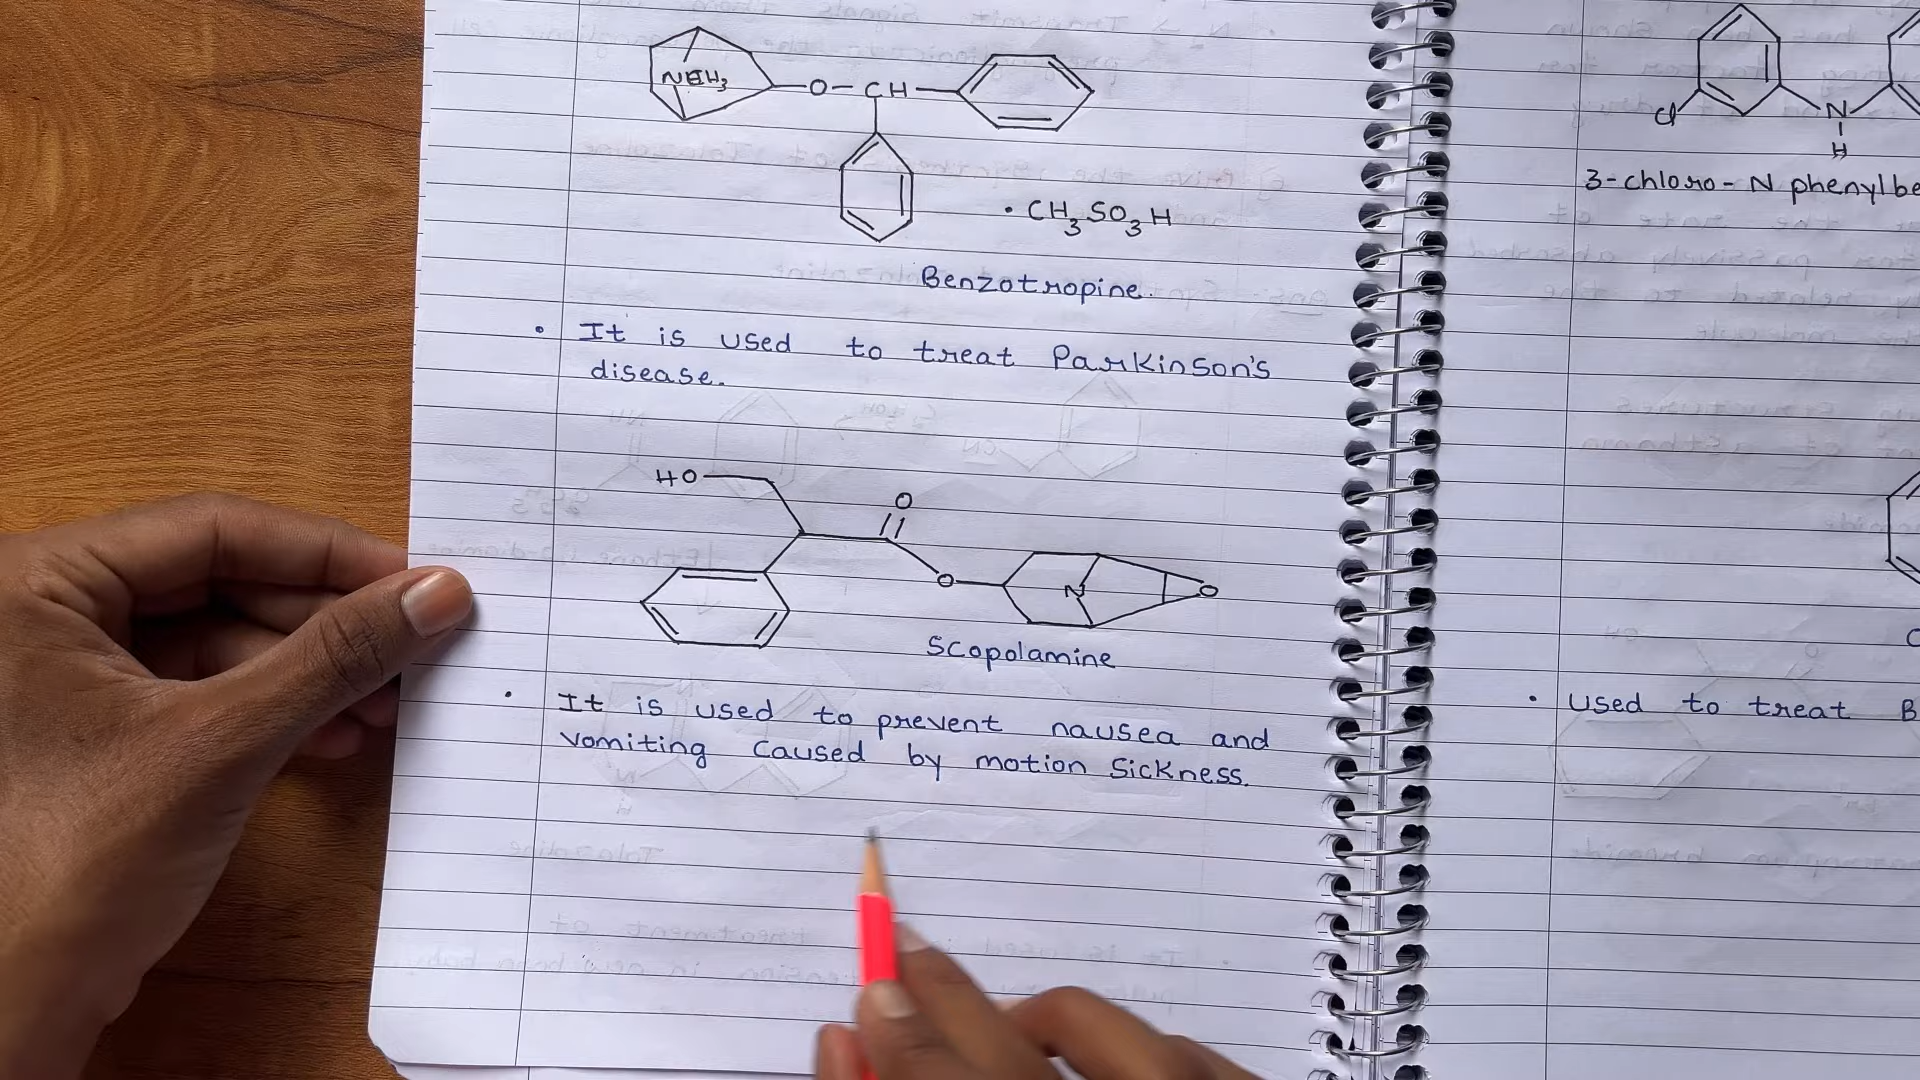 NCH₃
O-CH
• CH₃SO₃H
Benzotropine.
• It is used to treat Parkinson's
disease.
HO
O
O
N
O
Scopolamine
• It is used to prevent nausea and
vomiting caused by motion sickness.
Cl
N
H
3-chloro-N phenylbe
• used to treat B